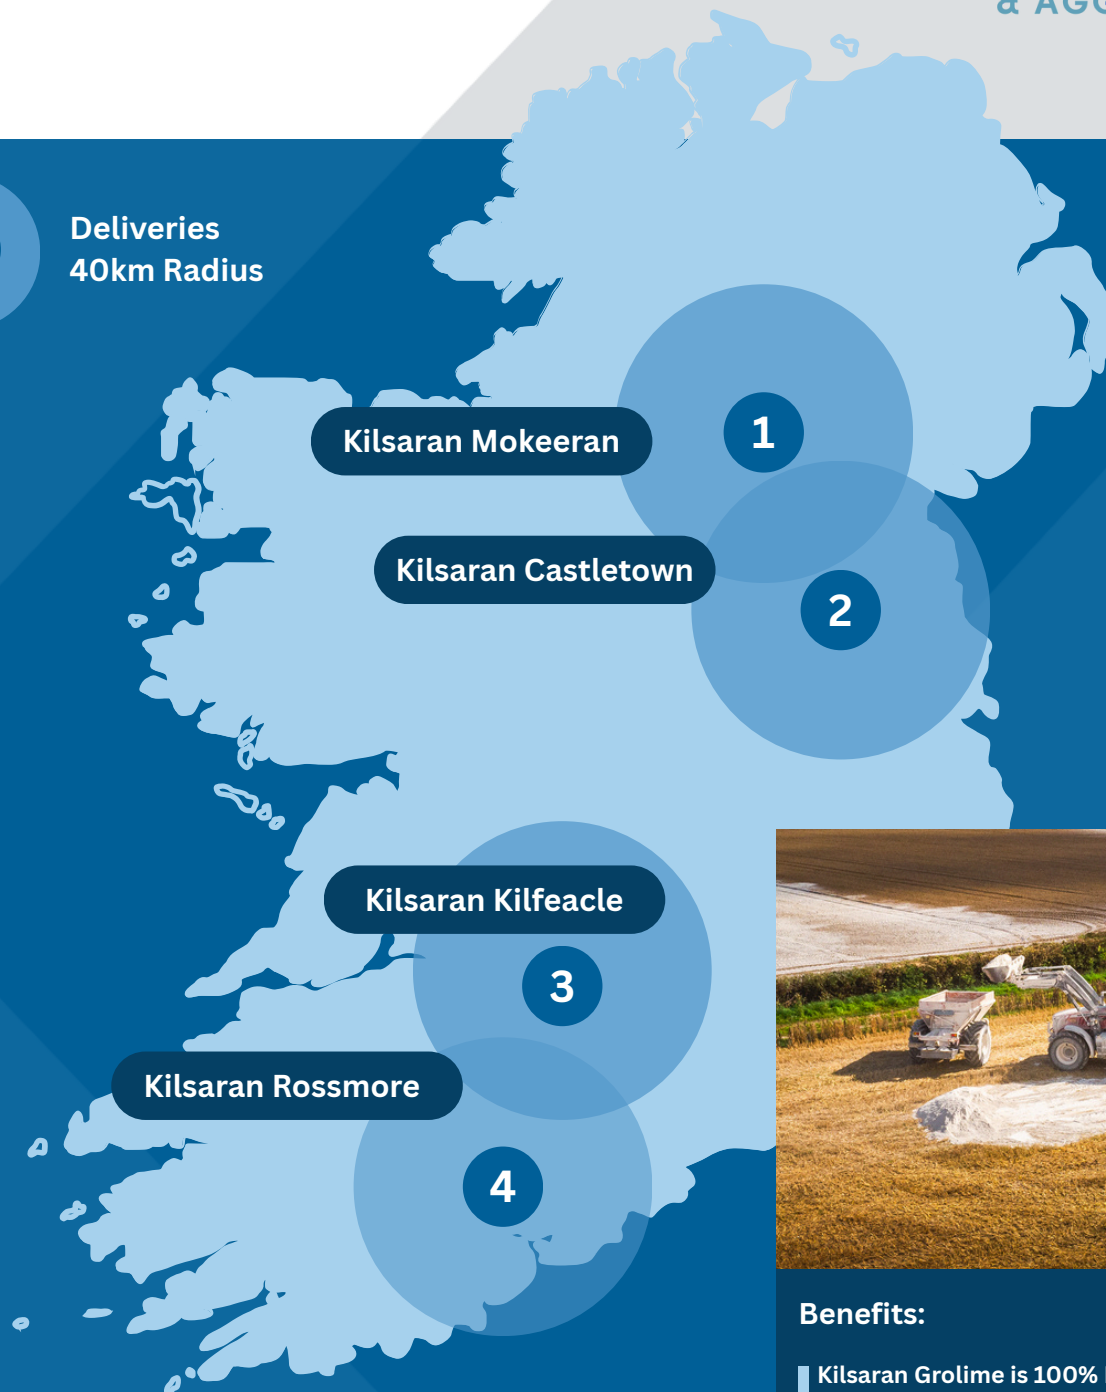 & AGG
Deliveries
40km Radius
Kilsaran Mokeeran
1
Kilsaran Castletown
2
Kilsaran Kilfeacle
3
Kilsaran Rossmore
4
Benefits:
Kilsaran Grolime is 100%